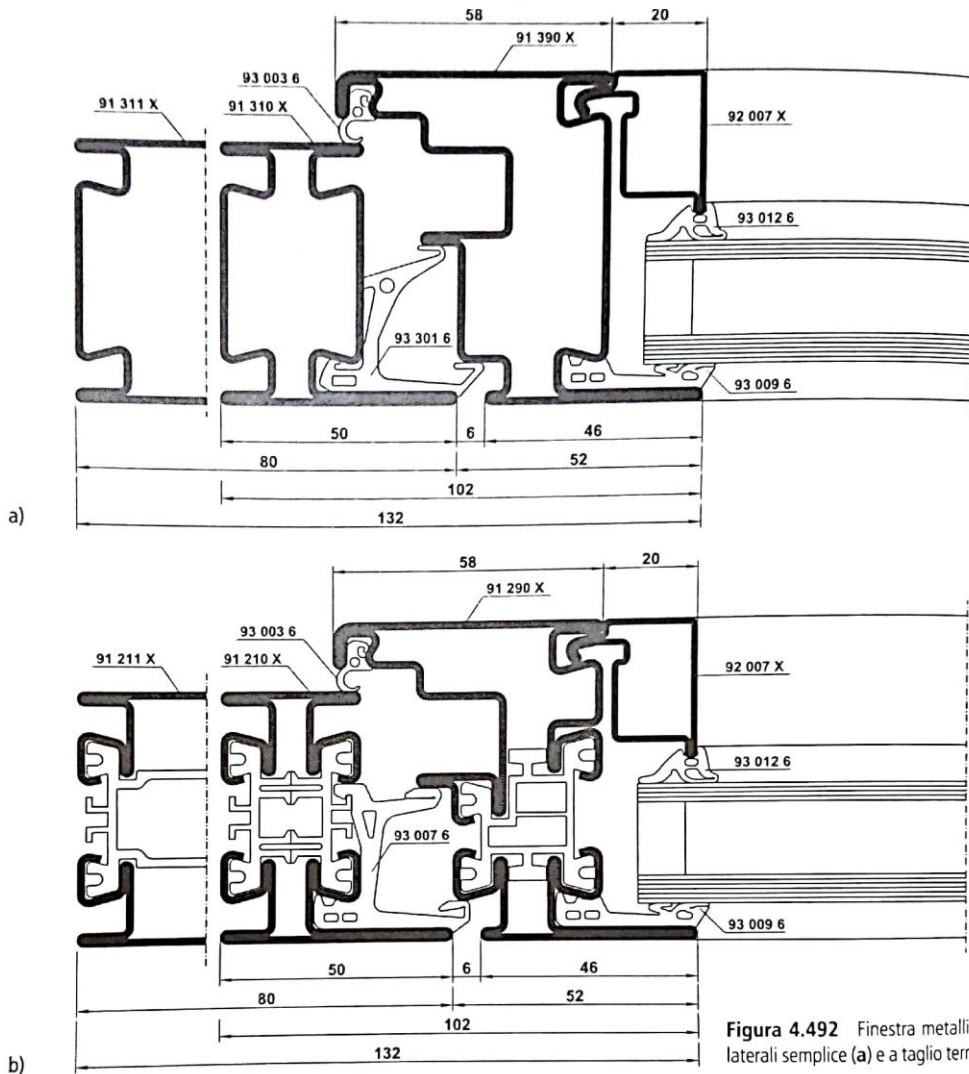 58 20
91 390 X
93 003 6
91 311 X
91 310 X
92 007 X
93 012 6
93 301 6
93 009 6
50 6 46
80 52
102
132
a)
58 20
91 290 X
93 003 6
91 211 X
91 210 X
92 007 X
93 012 6
93 007 6
93 009 6
50 6 46
80 52
102
132
b)
Figura 4.492 Finestra metalli
laterali semplice (a) e a taglio terr